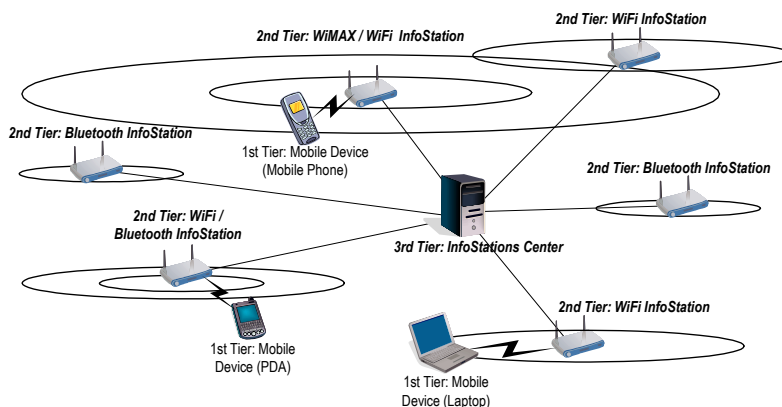 2nd Tier: WiFi InfoStation
2nd Tier: WiMAX / WiFi InfoStation
2nd Tier: Bluetooth InfoStation
1st Tier: Mobile Device
(Mobile Phone)
2nd Tier: Bluetooth InfoStation
2nd Tier: WiFi /
Bluetooth InfoStation
3rd Tier: InfoStations Center
2nd Tier: WiFi InfoStation
1st Tier: Mobile
Device (PDA)
1st Tier: Mobile
Device (Laptop)